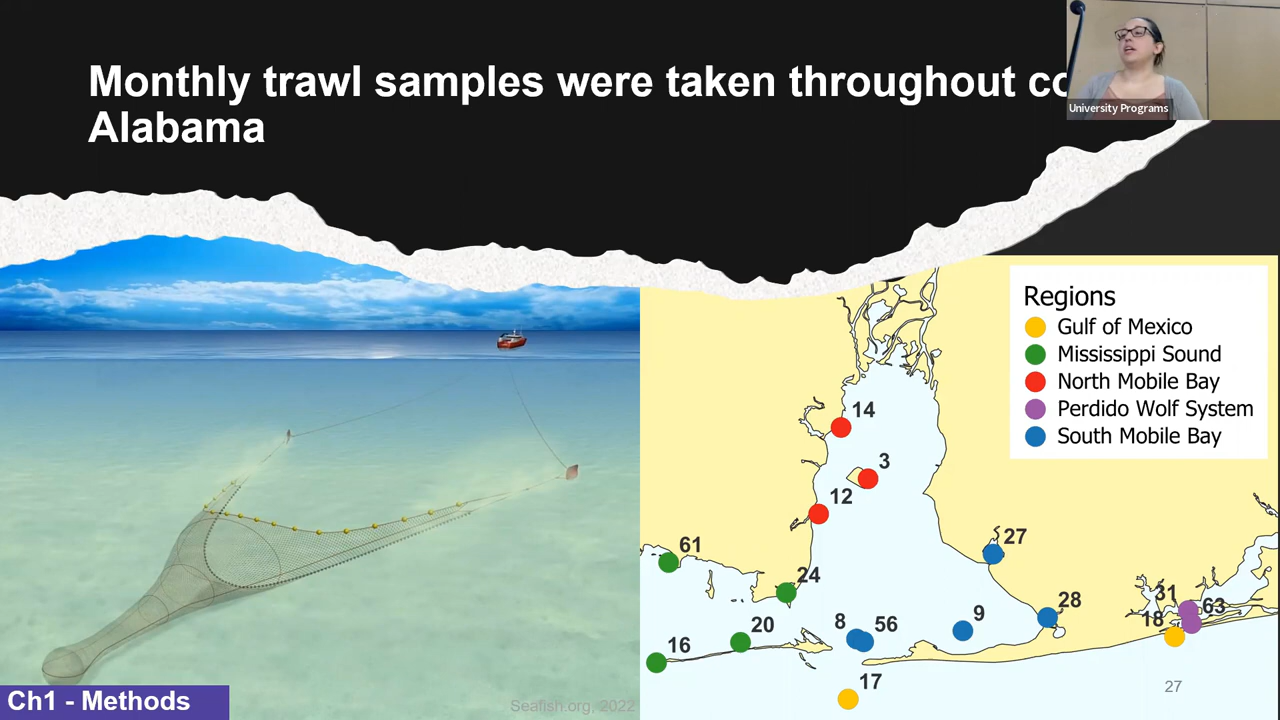 Monthly trawl samples were taken throughout
Alabama
University Programs
Regions
Gulf of Mexico
Mississippi Sound
North Mobile Bay
Perdido Wolf System
South Mobile Bay
14
3
12
61
24
27
31
63
18
28
8
56
9
20
16
17
27
Ch1 - Methods
Seafish.org, 2022